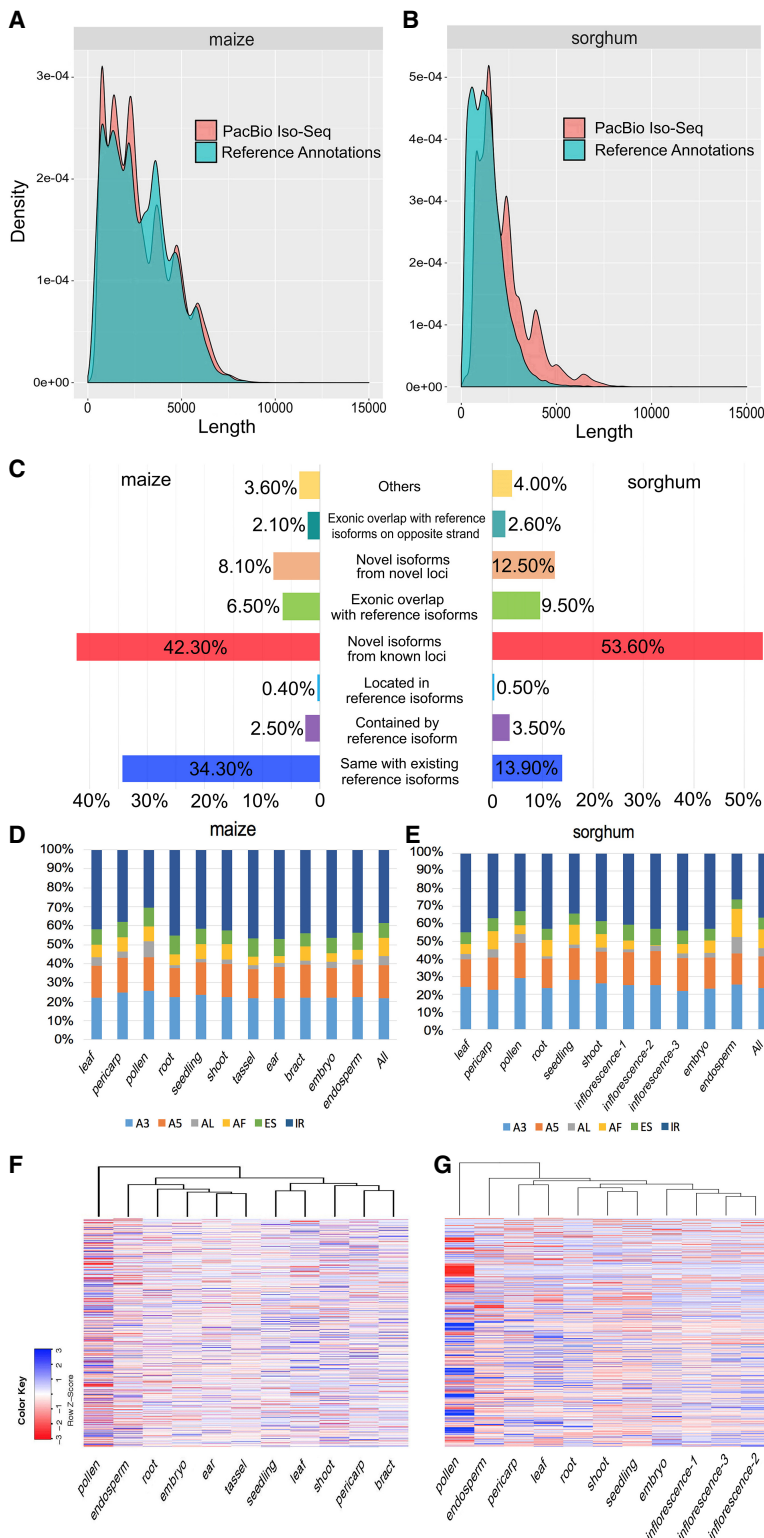 A
maize
3e-04
2e-04
1e-04
0e+00
Density
PacBio Iso-Seq
Reference Annotations
0
5000
10000
15000
Length
B
sorghum
5e-04
4e-04
3e-04
2e-04
1e-04
0e+00
PacBio Iso-Seq
Reference Annotations
0
5000
10000
15000
Length
C
maize
sorghum
3.60%
Others
4.00%
2.10%
Exonic overlap with reference
isoforms on opposite strand
2.60%
8.10%
Novel isoforms
from novel loci
12.50%
6.50%
Exonic overlap
with reference isoforms
9.50%
42.30%
Novel isoforms
from known loci
53.60%
0.40%
Located in
reference isoforms
0.50%
2.50%
Contained by
reference isoform
3.50%
34.30%
Same with existing
reference isoforms
13.90%
40% 30% 20% 10% 0
0 10% 20% 30% 40% 50%
D
maize
100%
90%
80%
70%
60%
50%
40%
30%
20%
10%
0%
leaf
pericarp
pollen
root
seedling
shoot
tassel
ear
bract
embryo
endosperm
All
A3 A5 AL AF ES IR
E
sorghum
100%
90%
80%
70%
60%
50%
40%
30%
20%
10%
0%
leaf
pericarp
pollen
root
seedling
shoot
inflorescence-1
inflorescence-2
inflorescence-3
embryo
endosperm
All
A3 A5 AL AF ES IR
F
Color Key
-3 -2 -1 0 1 2 3
Row Z-Score
pollen
endosperm
root
embryo
ear
tassel
seedling
leaf
shoot
pericarp
bract
G
pollen
endosperm
pericarp
leaf
root
shoot
seedling
embryo
inflorescence-1
inflorescence-3
inflorescence-2